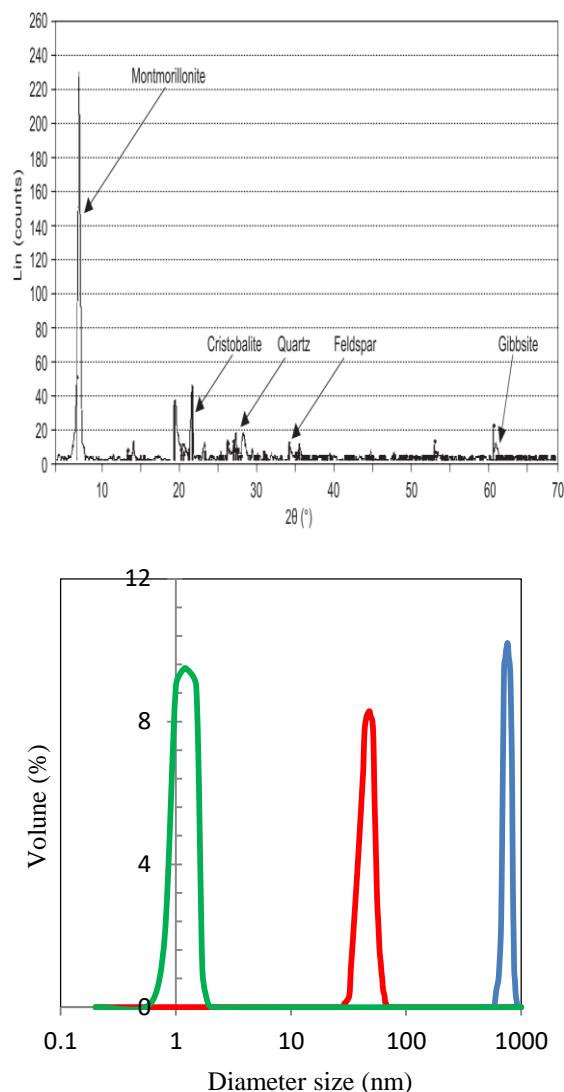 260
240
220
200
180
160
140
120
100
80
60
40
20
0
Lin (counts)
Montmorillonite
Cristobalite
Quartz
Feldspar
Gibbsite
10 20 30 40 50 60 70
2θ (°)
12
8
4
0
Volune (%)
0.1 1 10 100 1000
Diameter size (nm)